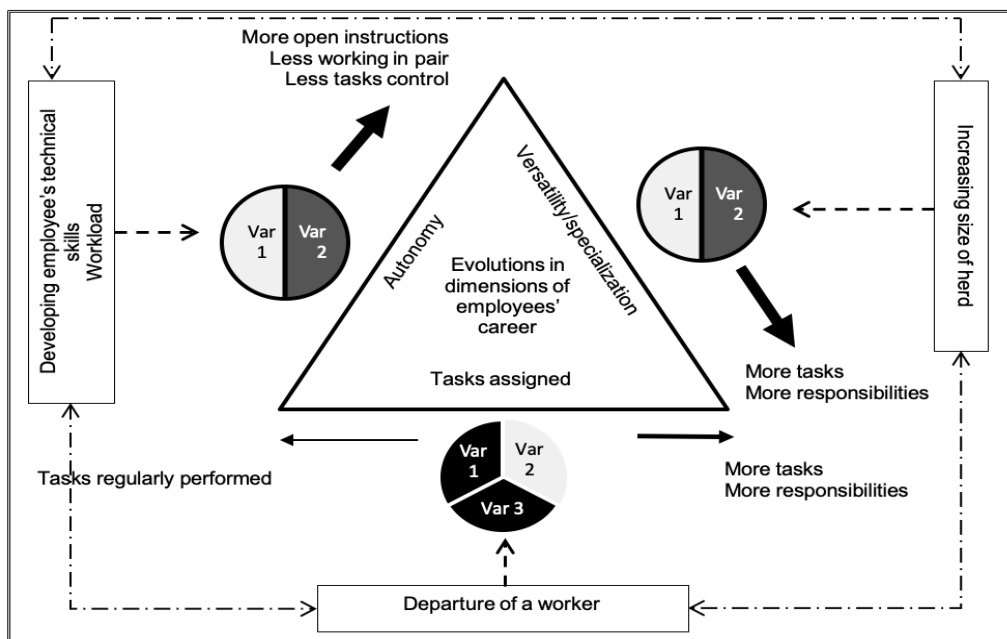 More open instructions
Less working in pair
Less tasks control
Developing employee's technical
skills
Workload
Var
1
Var
2
Autonomy
Versatility/specialization
Evolutions in
dimensions of
employees'
career
Tasks assigned
Var
1
Var
2
Increasing size of herd
More tasks
More responsibilities
Tasks regularly performed
Var
1
Var
2
Var 3
More tasks
More responsibilities
Departure of a worker